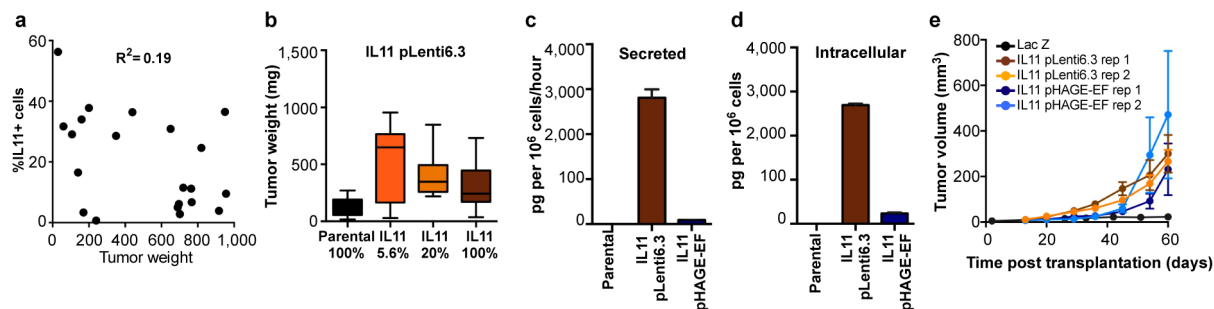 a
R²= 0.19
%IL11+ cells
60
40
20
0
0
200
400
600
800
1,000
Tumor weight
b
IL11 pLenti6.3
Tumor weight (mg)
1,500
1,000
500
0
Parental
100%
IL11
5.6%
IL11
20%
IL11
100%
c
Secreted
pg per 10⁶ cells/hour
4,000
3,000
2,000
100
0
Parental
IL11
pLenti6.3
IL11
pHAGE-EF
d
Intracellular
pg per 10⁶ cells
4,000
3,000
2,000
100
0
Parental
IL11
pLenti6.3
IL11
pHAGE-EF
e
Tumor volume (mm³)
800
600
400
200
0
Lac Z
IL11 pLenti6.3 rep 1
IL11 pLenti6.3 rep 2
IL11 pHAGE-EF rep 1
IL11 pHAGE-EF rep 2
0
20
40
60
Time post transplantation (days)